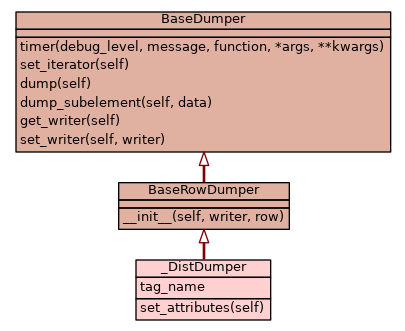 BaseDumper
timer(debug_level, message, function, *args, **kwargs)
set_iterator(self)
dump(self)
dump_subelement(self, data)
get_writer(self)
set_writer(self, writer)
BaseRowDumper
__init__(self, writer, row)
_DistDumper
tag_name
set_attributes(self)